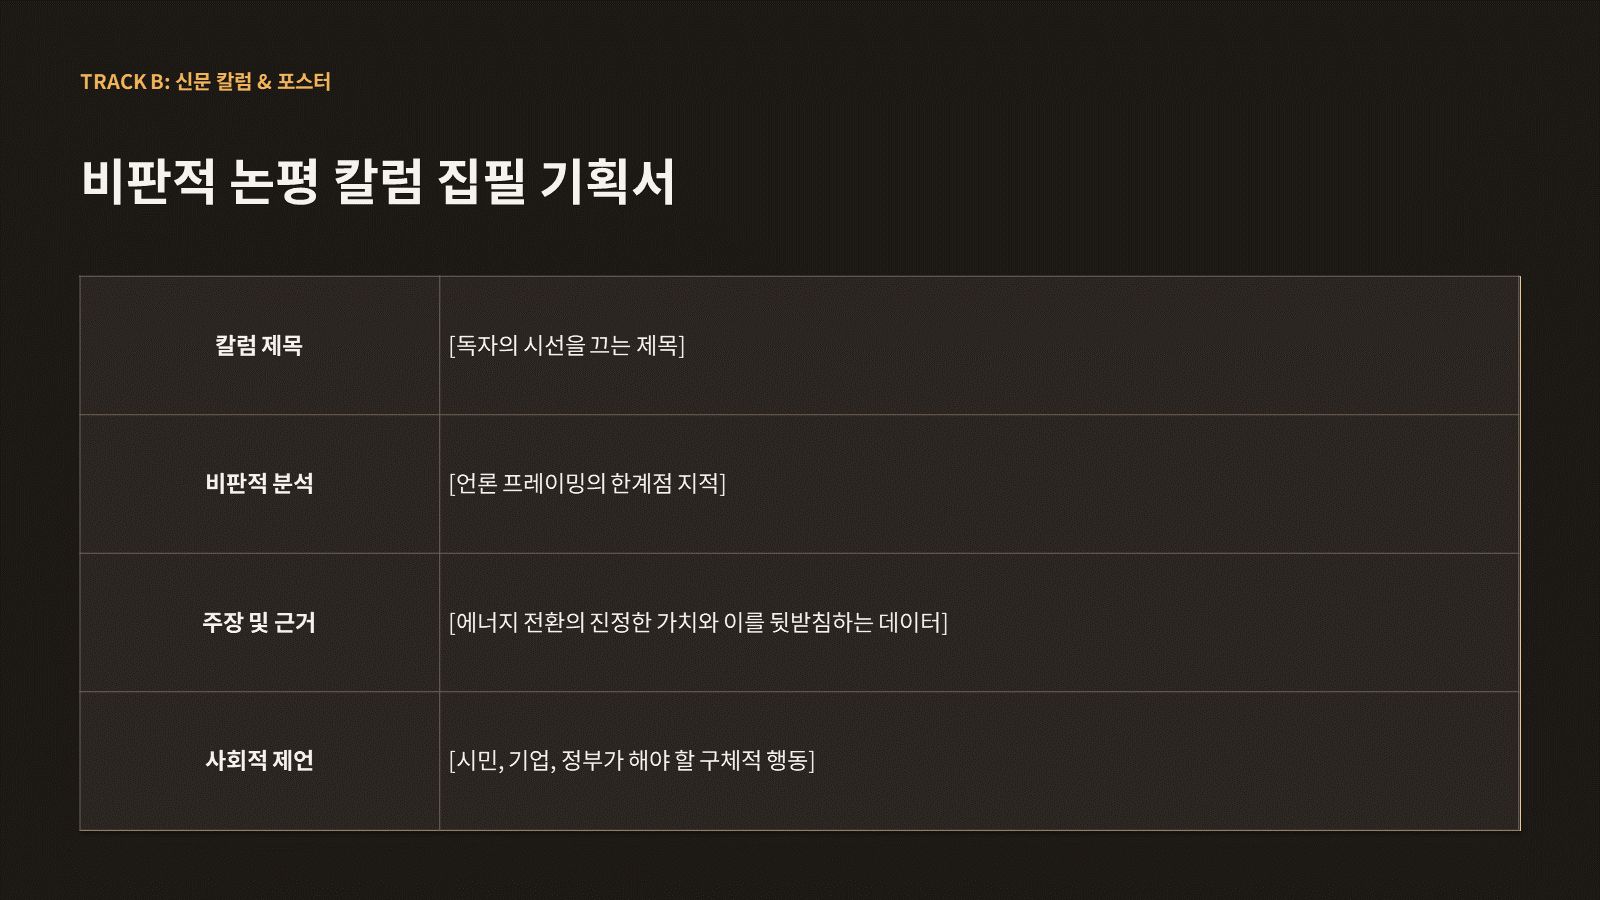 TRACK B: 신문 칼럼 & 포스터
비판적 논평 칼럼 집필 기획서
칼럼 제목
[독자의 시선을 끄는 제목]
비판적 분석
[언론 프레이밍의 한계점 지적]
주장 및 근거
[에너지 전환의 진정한 가치와 이를 뒷받침하는 데이터]
사회적 제언
[시민, 기업, 정부가 해야 할 구체적 행동]